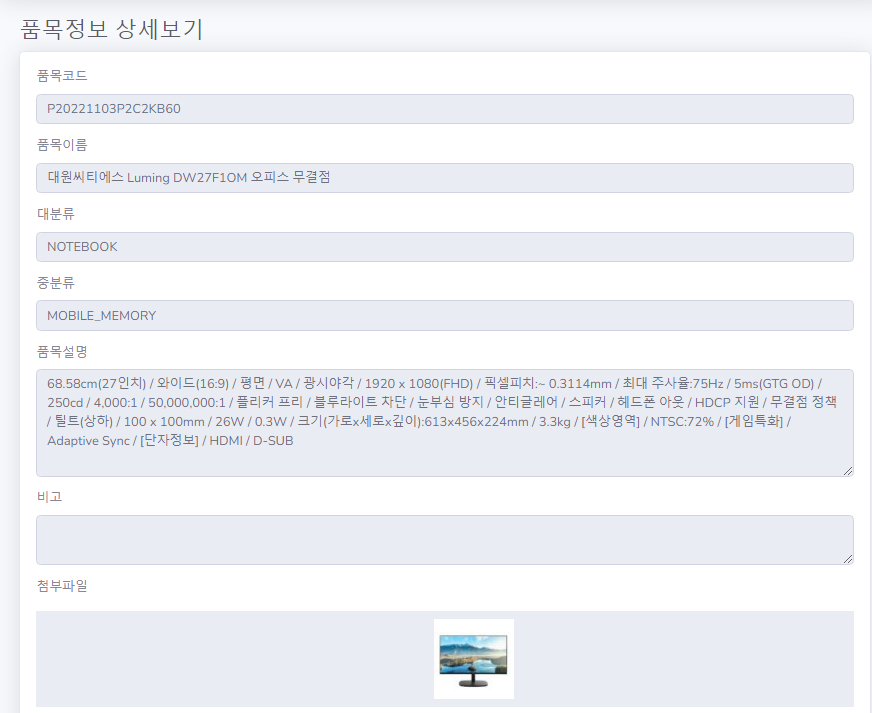 품목정보 상세보기
품목코드
P20221103P2C2KB60
품목이름
대원씨티에스 Luming DW27F1OM 오피스 무결점
대분류
NOTEBOOK
중분류
MOBILE_MEMORY
품목설명
68.58cm(27인치) / 와이드(16:9) / 평면 / VA / 광시야각 / 1920 x 1080(FHD) / 픽셀피치:~ 0.3114mm / 최대 주사율:75Hz / 5ms(GTG OD) /
250cd / 4,000:1 / 50,000,000:1 / 플리커 프리 / 블루라이트 차단 / 눈부심 방지 / 안티글레어 / 스피커 / 헤드폰 아웃 / HDCP 지원 / 무결점 정책
/ 틸트(상하) / 100 x 100mm / 26W / 0.3W / 크기(가로x세로x깊이):613x456x224mm / 3.3kg / [색상영역] / NTSC:72% / [게임특화] /
Adaptive Sync / [단자정보] / HDMI / D-SUB
비고
첨부파일